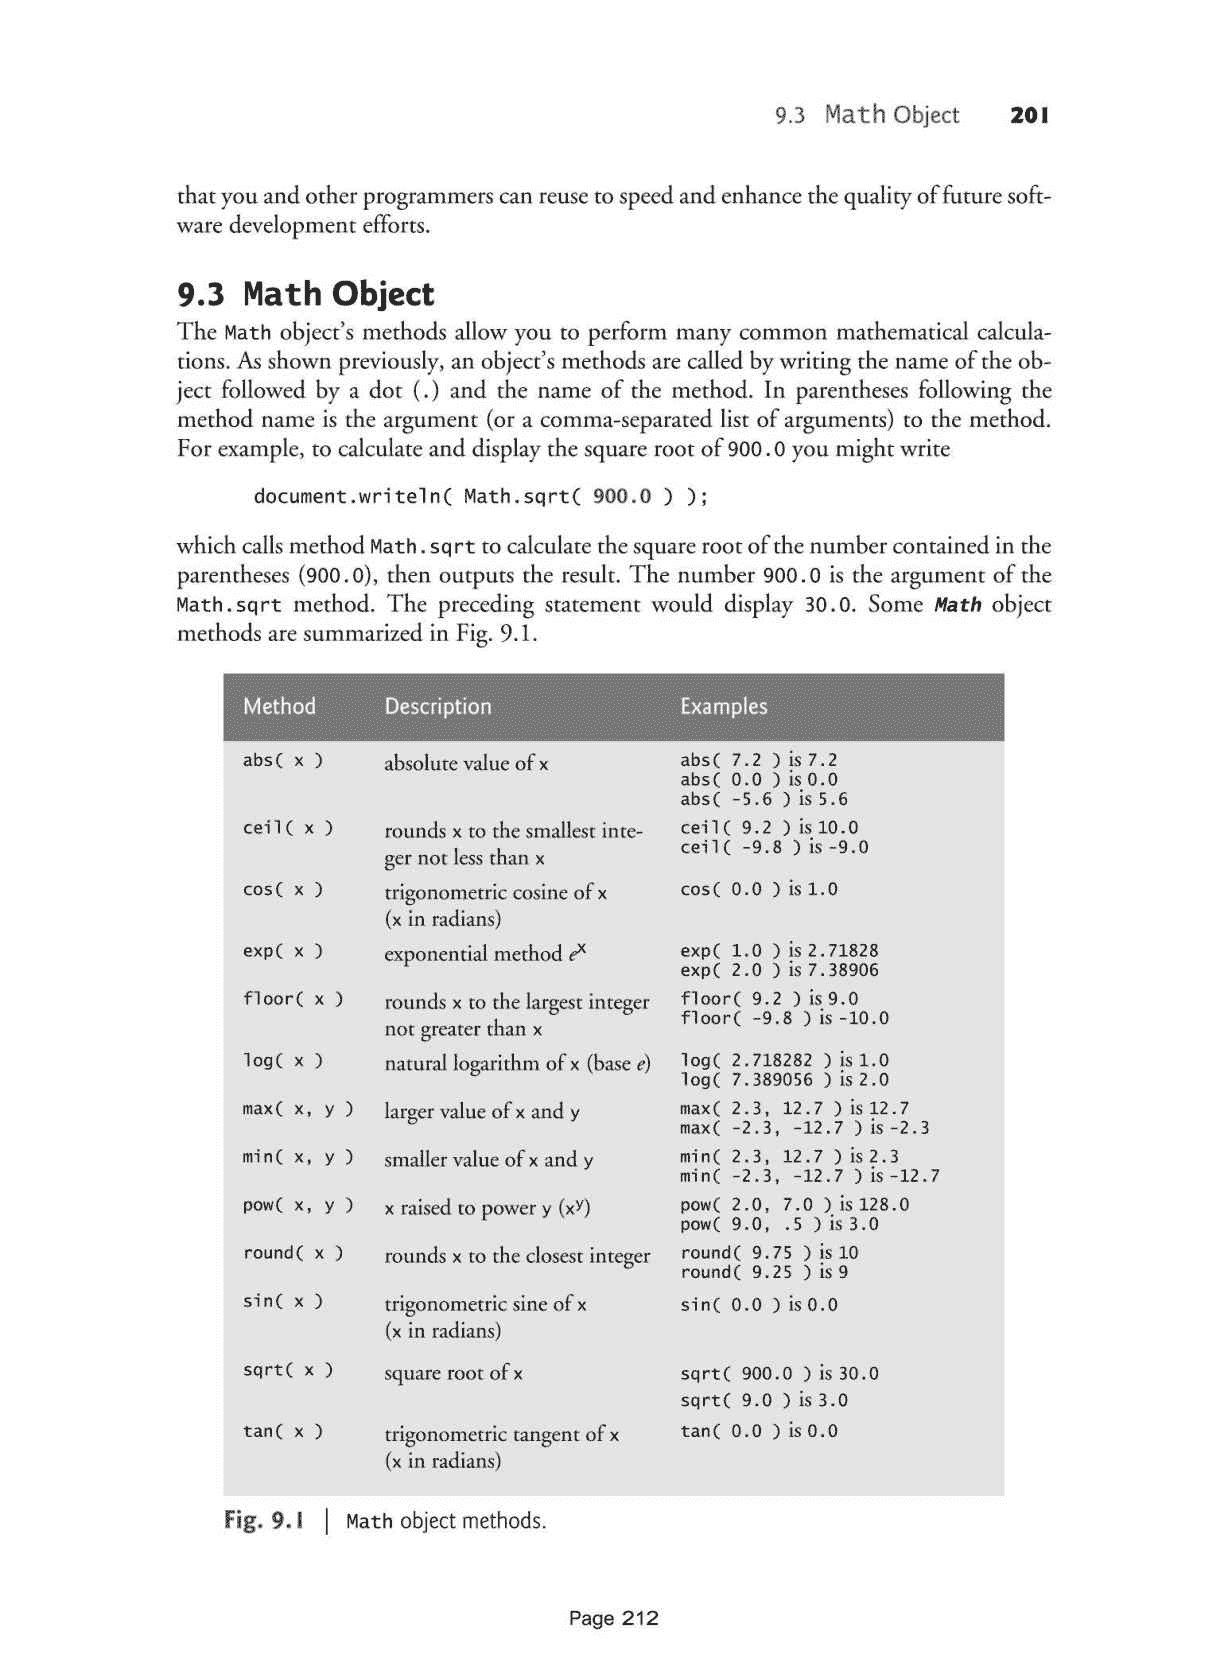 9.3 Math Object 201
that you and other programmers can reuse to speed and enhance the quality of future soft-
ware development efforts.
9.3 Math Object
The Math object's methods allow you to perform many common mathematical calcula-
tions. As shown previously, an object's methods are called by writing the name of the ob-
ject followed by a dot (.) and the name of the method. In parentheses following the
method name is the argument (or a comma-separated list of arguments) to the method.
For example, to calculate and display the square root of 900.0 you might write
document.writeln( Math.sqrt( 900.0 ) );
which calls method Math.sqrt to calculate the square root of the number contained in the
parentheses (900.0), then outputs the result. The number 900.0 is the argument of the
Math.sqrt method. The preceding statement would display 30.0. Some Math object
methods are summarized in Fig. 9.1.
Method Description Examples
abs( x ) absolute value of x abs( 7.2 ) is 7.2
abs( 0.0 ) is 0.0
abs( -5.6 ) is 5.6
ceil( x ) rounds x to the smallest inte- ceil( 9.2 ) is 10.0
ger not less than x ceil( -9.8 ) is -9.0
cos( x ) trigonometric cosine of x cos( 0.0 ) is 1.0
(x in radians)
exp( x ) exponential method eˣ exp( 1.0 ) is 2.71828
exp( 2.0 ) is 7.38906
floor( x ) rounds x to the largest integer floor( 9.2 ) is 9.0
not greater than x floor( -9.8 ) is -10.0
log( x ) natural logarithm of x (base e) log( 2.718282 ) is 1.0
log( 7.389056 ) is 2.0
max( x, y ) larger value of x and y max( 2.3, 12.7 ) is 12.7
max( -2.3, -12.7 ) is -2.3
min( x, y ) smaller value of x and y min( 2.3, 12.7 ) is 2.3
min( -2.3, -12.7 ) is -12.7
pow( x, y ) x raised to power y (xʸ) pow( 2.0, 7.0 ) is 128.0
pow( 9.0, .5 ) is 3.0
round( x ) rounds x to the closest integer round( 9.75 ) is 10
round( 9.25 ) is 9
sin( x ) trigonometric sine of x sin( 0.0 ) is 0.0
(x in radians)
sqrt( x ) square root of x sqrt( 900.0 ) is 30.0
sqrt( 9.0 ) is 3.0
tan( x ) trigonometric tangent of x tan( 0.0 ) is 0.0
(x in radians)
Fig. 9.1 | Math object methods.
Page 212